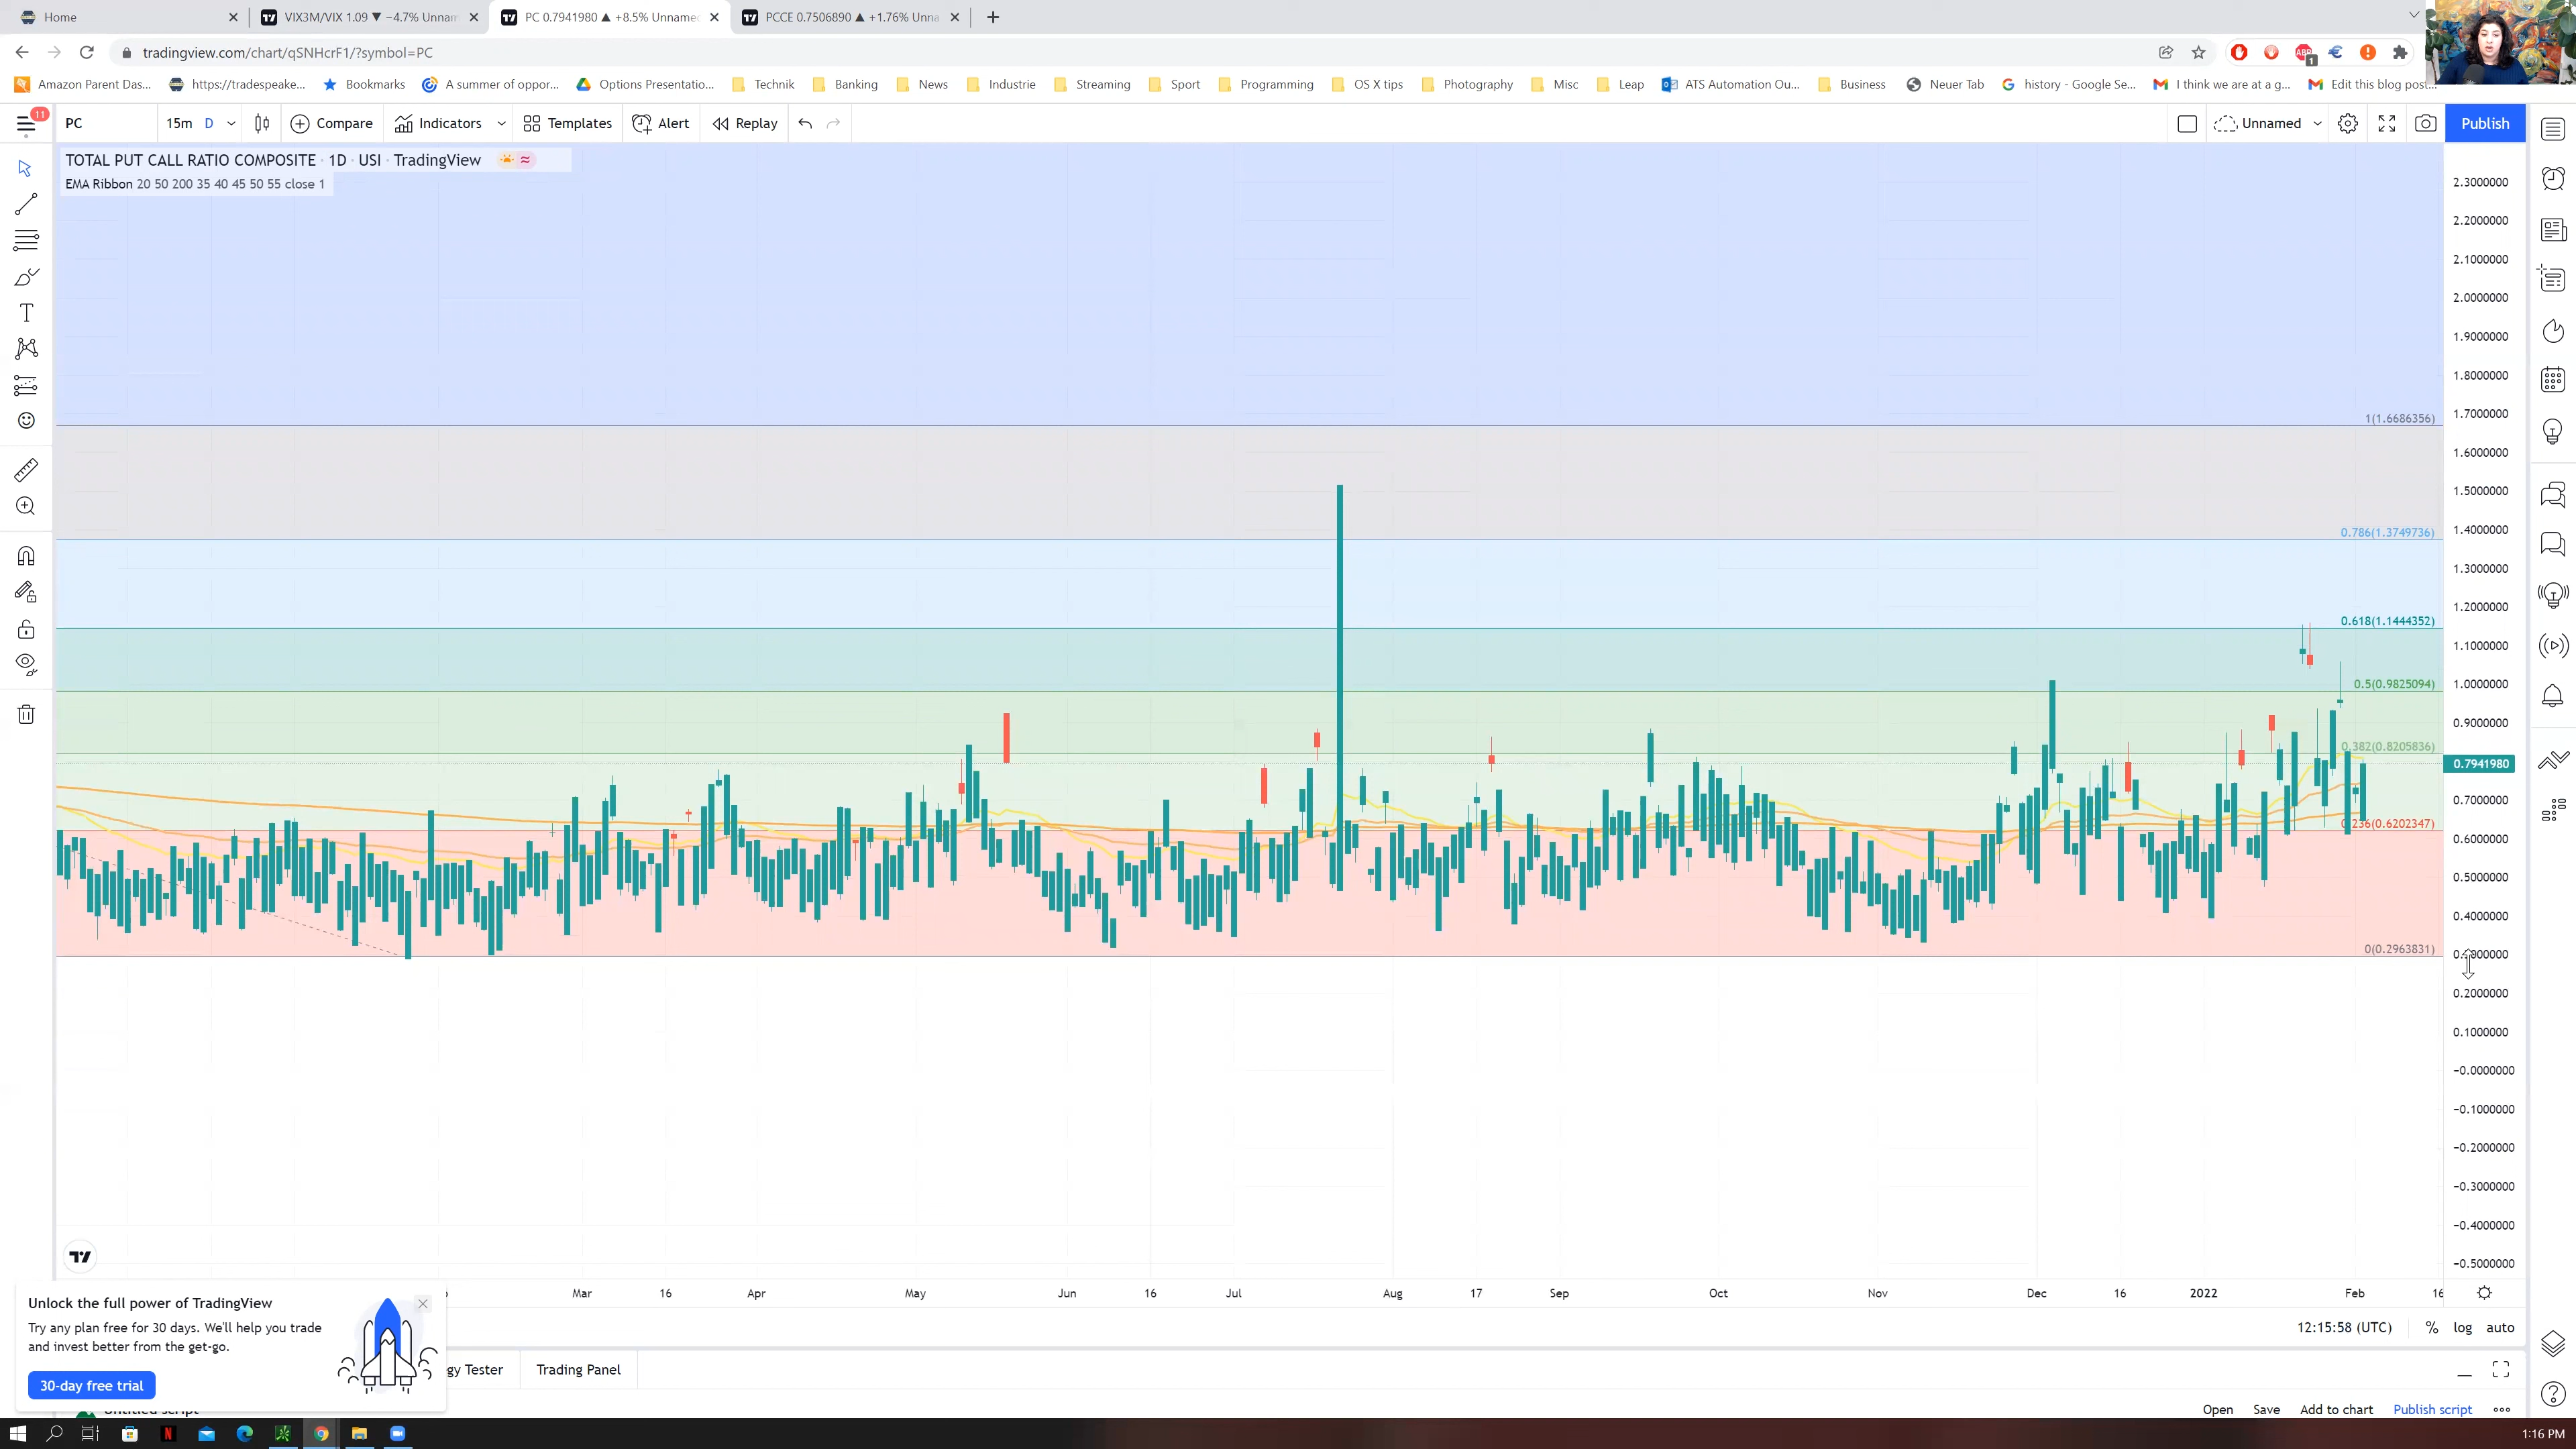 Home
VIX3M/VIX 1.09 ▼ −4.7% Unnam
PC 0.7941980 ▲ +8.5% Unnamed
PCCE 0.7506890 ▲ +1.76% Unna
tradingview.com/chart/qSNHcrF1/?symbol=PC
Amazon Parent Das...
https://tradespeake...
Bookmarks
A summer of oppor...
Options Presentatio...
Technik
Banking
News
Industrie
Streaming
Sport
Programming
OS X tips
Photography
Misc
Leap
ATS Automation Ou...
Business
Neuer Tab
history - Google Se...
I think we are at a g...
Edit this blog post...
11
PC
15m
D
Compare
Indicators
Templates
Alert
Replay
Unnamed
Publish
TOTAL PUT CALL RATIO COMPOSITE · 1D · USI · TradingView
EMA Ribbon 20 50 200 35 40 45 50 55 close 1
2.3000000
2.2000000
2.1000000
2.0000000
1.9000000
1.8000000
1.7000000
1(1.6686356)
1.6000000
1.5000000
1.4000000
0.786(1.3749736)
1.3000000
1.2000000
0.618(1.1444352)
1.1000000
1.0000000
0.5(0.9825094)
0.9000000
0.382(0.8205836)
0.7941980
0.7000000
0.236(0.6202347)
0.6000000
0.5000000
0.4000000
0(0.2963831)
0.3000000
0.2000000
0.1000000
−0.0000000
−0.1000000
−0.2000000
−0.3000000
−0.4000000
−0.5000000
Mar
16
Apr
May
Jun
16
Jul
Aug
17
Sep
Oct
Nov
Dec
16
2022
Feb
16
Unlock the full power of TradingView
Try any plan free for 30 days. We'll help you trade
and invest better from the get-go.
30-day free trial
12:15:58 (UTC)
%
log
auto
gy Tester
Trading Panel
Untitled script
Open
Save
Add to chart
Publish script
1:16 PM